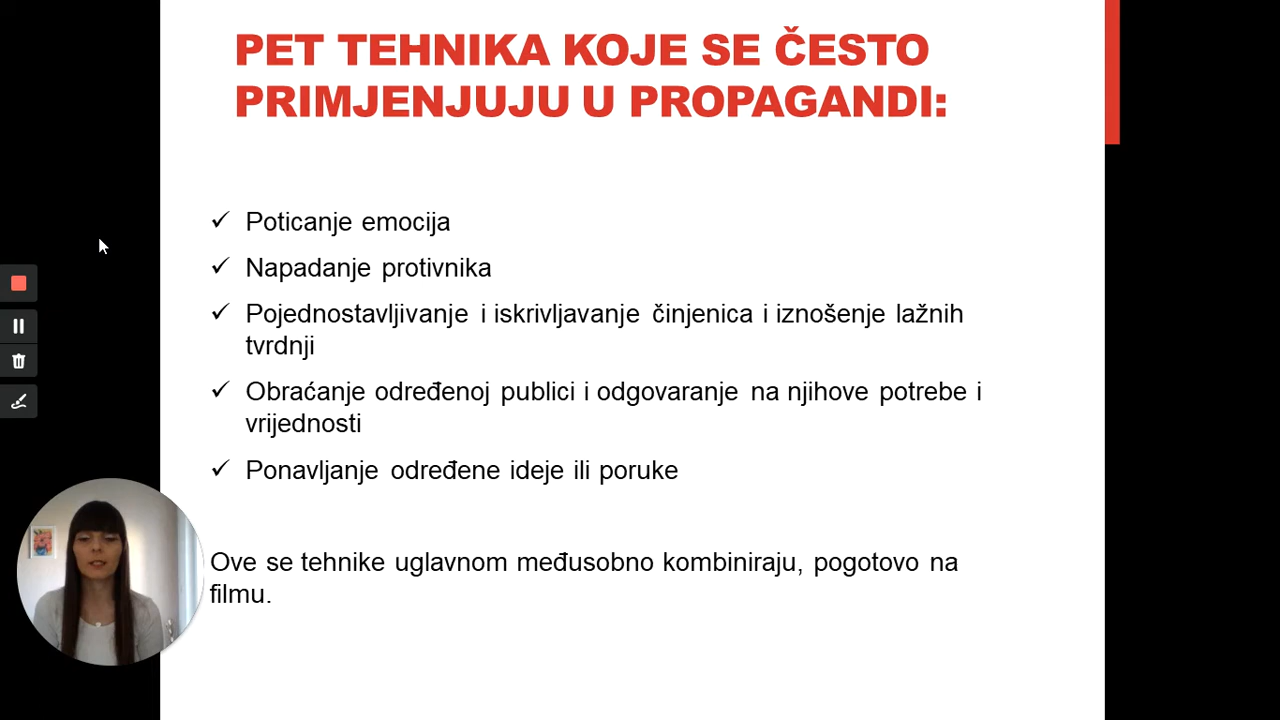 PET TEHNIKA KOJE SE ČESTO
PRIMJENJUJU U PROPAGANDI:
✓ Poticanje emocija
✓ Napadanje protivnika
✓ Pojednostavljivanje i iskrivljavanje činjenica i iznošenje lažnih
tvrdnji
✓ Obraćanje određenoj publici i odgovaranje na njihove potrebe i
vrijednosti
✓ Ponavljanje određene ideje ili poruke
Ove se tehnike uglavnom međusobno kombiniraju, pogotovo na
filmu.